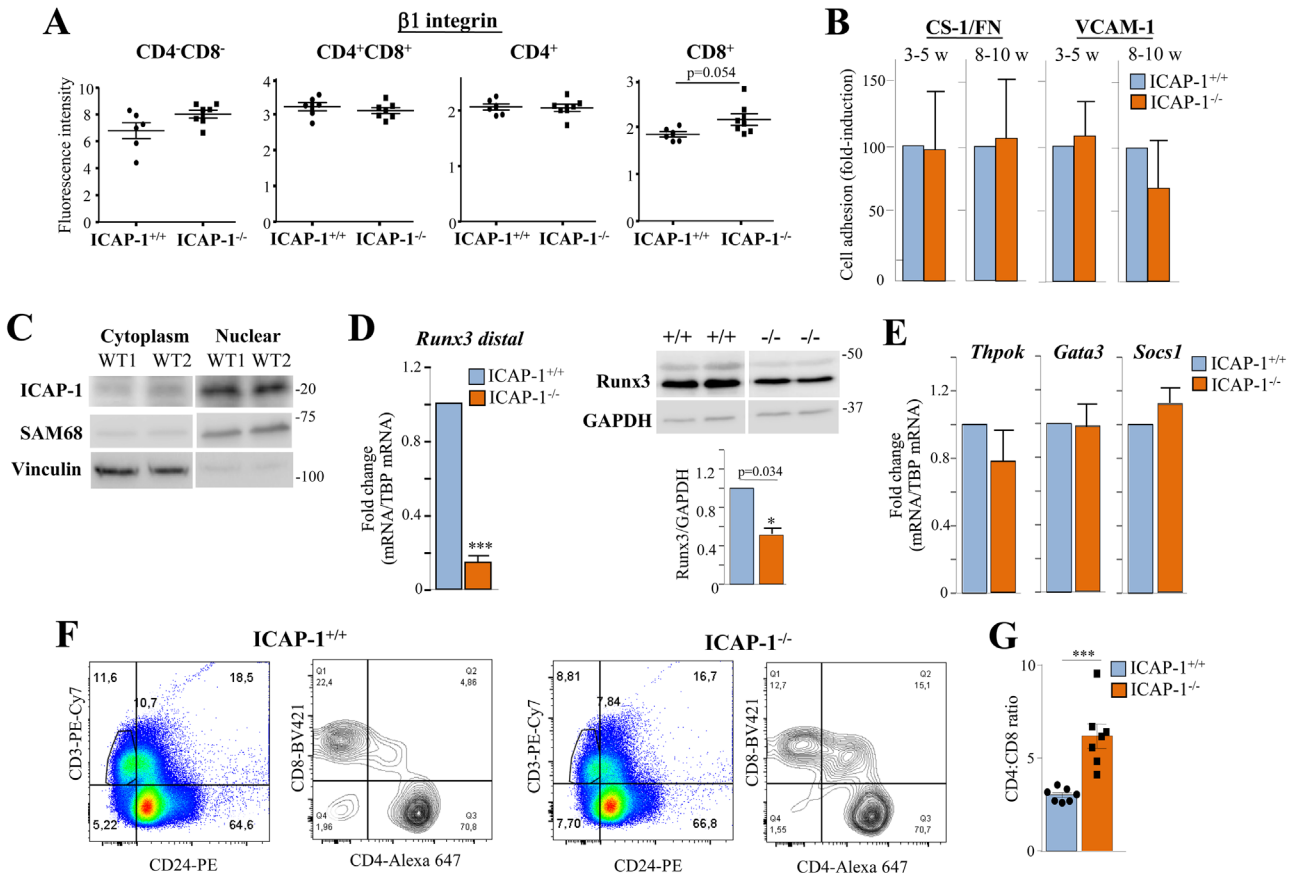 A
β1 integrin
CD4-CD8-
CD4+CD8+
CD4+
CD8+
Fluorescence intensity
10
8
6
4
2
0
4
3
2
1
0
2
1
0
3
2
1
0
p=0.054
ICAP-1+/+ ICAP-1-/-
ICAP-1+/+ ICAP-1-/-
ICAP-1+/+ ICAP-1-/-
ICAP-1+/+ ICAP-1-/-
B
CS-1/FN VCAM-1
3-5 w 8-10 w 3-5 w 8-10 w
Cell adhesion (fold-induction)
150
100
50
0
ICAP-1+/+
ICAP-1-/-
C
Cytoplasm Nuclear
WT1 WT2 WT1 WT2
ICAP-1 -20
-75
SAM68
Vinculin -100
D
Runx3 distal
Fold change
(mRNA/TBP mRNA)
1.2
0.8
0.4
0
***
ICAP-1+/+
ICAP-1-/-
+/+ +/+ -/- -/-
-50
Runx3
-37
GAPDH
Runx3/GAPDH
1.2
0.8
0.4
0
p=0.034
*
E
Thpok Gata3 Socs1
Fold change
(mRNA/TBP mRNA)
1.2
0.8
0.4
0
ICAP-1+/+
ICAP-1-/-
F
ICAP-1+/+
CD3-PE-Cy7
11,6 18,5
10,7
5,22 64,6
CD24-PE
CD8-BV421
Q1
22,4
Q2
4,86
Q4
1,96
Q3
70,8
CD4-Alexa 647
ICAP-1-/-
CD3-PE-Cy7
8,81 16,7
7,84
7,70 66,8
CD24-PE
CD8-BV421
Q1
12,7
Q2
15,1
Q4
1,55
Q3
70,7
CD4-Alexa 647
G
CD4:CD8 ratio
10
5
0
***
ICAP-1+/+
ICAP-1-/-